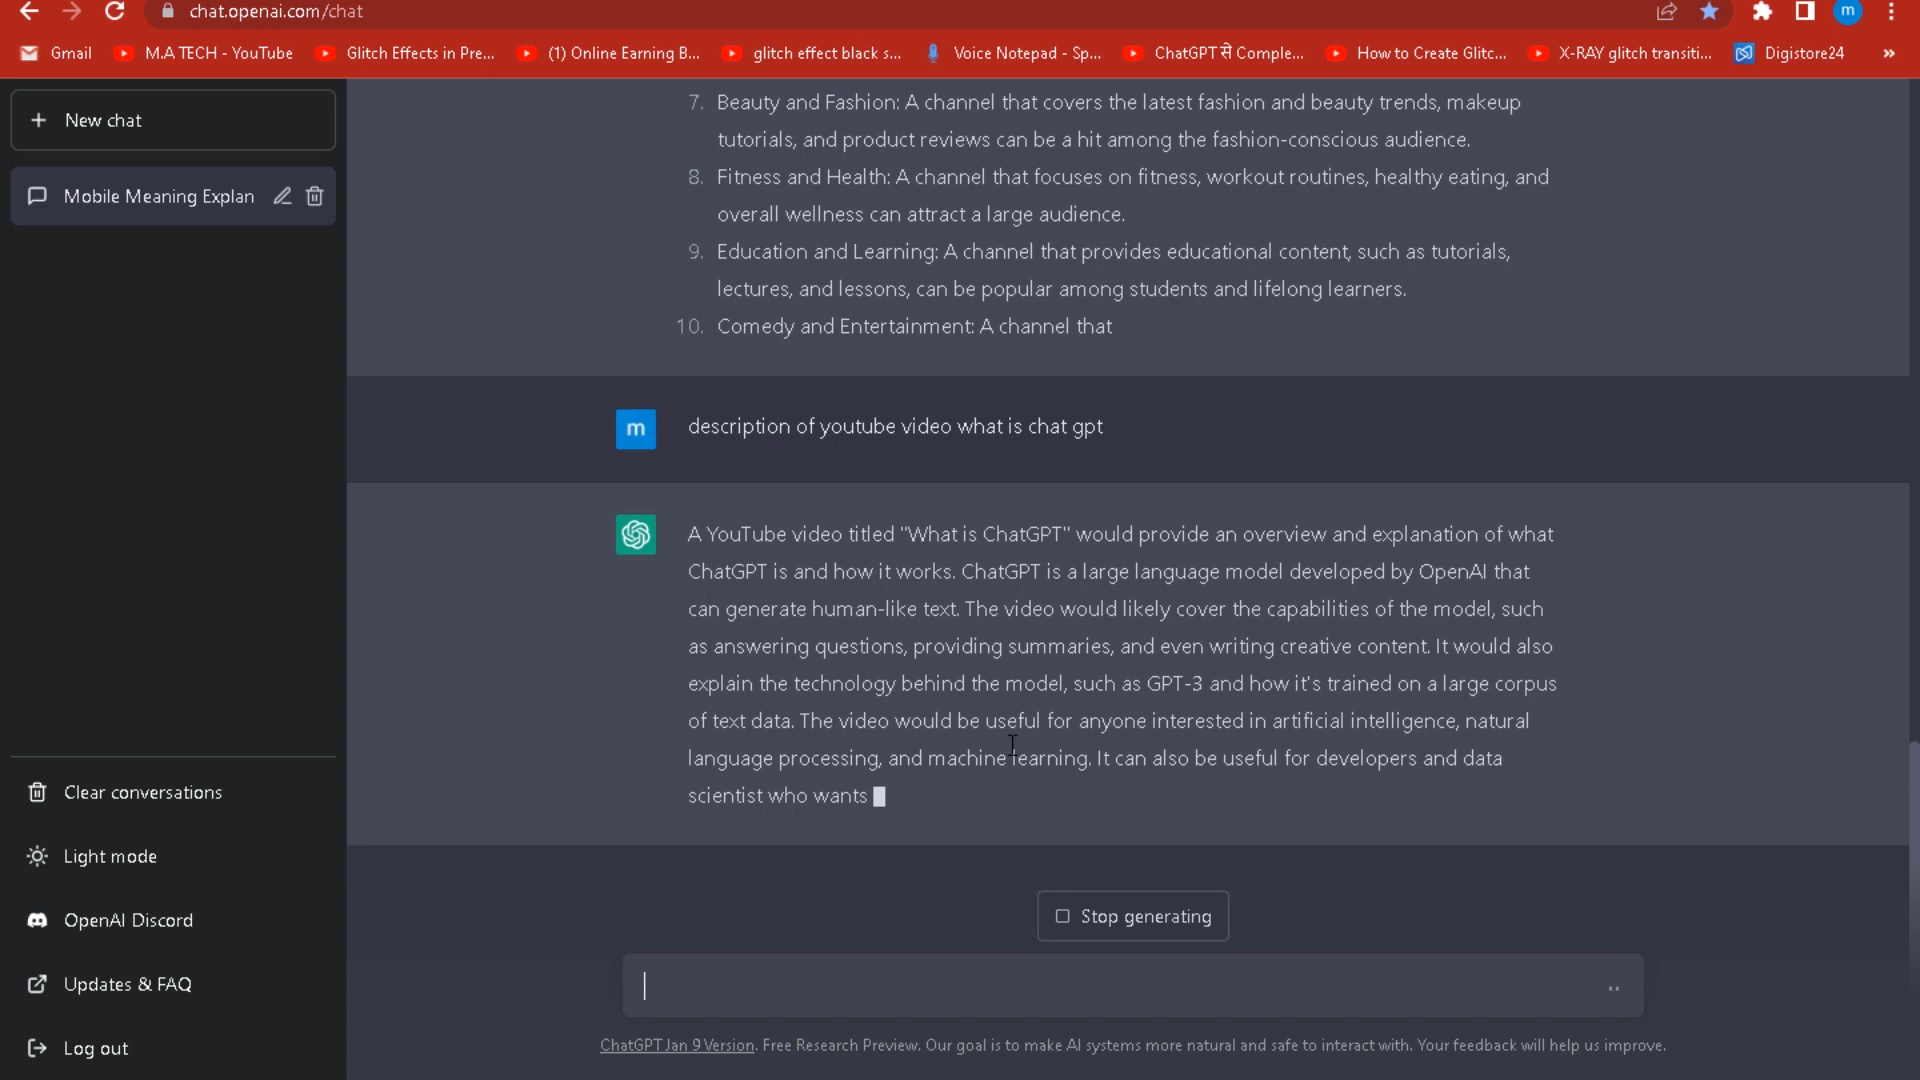 chat.openai.com/chat
m
Gmail
M.A TECH - YouTube
Glitch Effects in Pre...
(1) Online Earning B...
glitch effect black s...
Voice Notepad - Sp...
ChatGPT से Comple...
How to Create Glitc...
X-RAY glitch transiti...
Digistore24
»
+ New chat
Mobile Meaning Explan
7. Beauty and Fashion: A channel that covers the latest fashion and beauty trends, makeup
tutorials, and product reviews can be a hit among the fashion-conscious audience.
8. Fitness and Health: A channel that focuses on fitness, workout routines, healthy eating, and
overall wellness can attract a large audience.
9. Education and Learning: A channel that provides educational content, such as tutorials,
lectures, and lessons, can be popular among students and lifelong learners.
10. Comedy and Entertainment: A channel that
m
description of youtube video what is chat gpt
A YouTube video titled "What is ChatGPT" would provide an overview and explanation of what
ChatGPT is and how it works. ChatGPT is a large language model developed by OpenAI that
can generate human-like text. The video would likely cover the capabilities of the model, such
as answering questions, providing summaries, and even writing creative content. It would also
explain the technology behind the model, such as GPT-3 and how it's trained on a large corpus
of text data. The video would be useful for anyone interested in artificial intelligence, natural
language processing, and machine learning. It can also be useful for developers and data
scientist who wants
Clear conversations
Light mode
OpenAI Discord
Updates & FAQ
Log out
Stop generating
ChatGPT Jan 9 Version. Free Research Preview. Our goal is to make AI systems more natural and safe to interact with. Your feedback will help us improve.